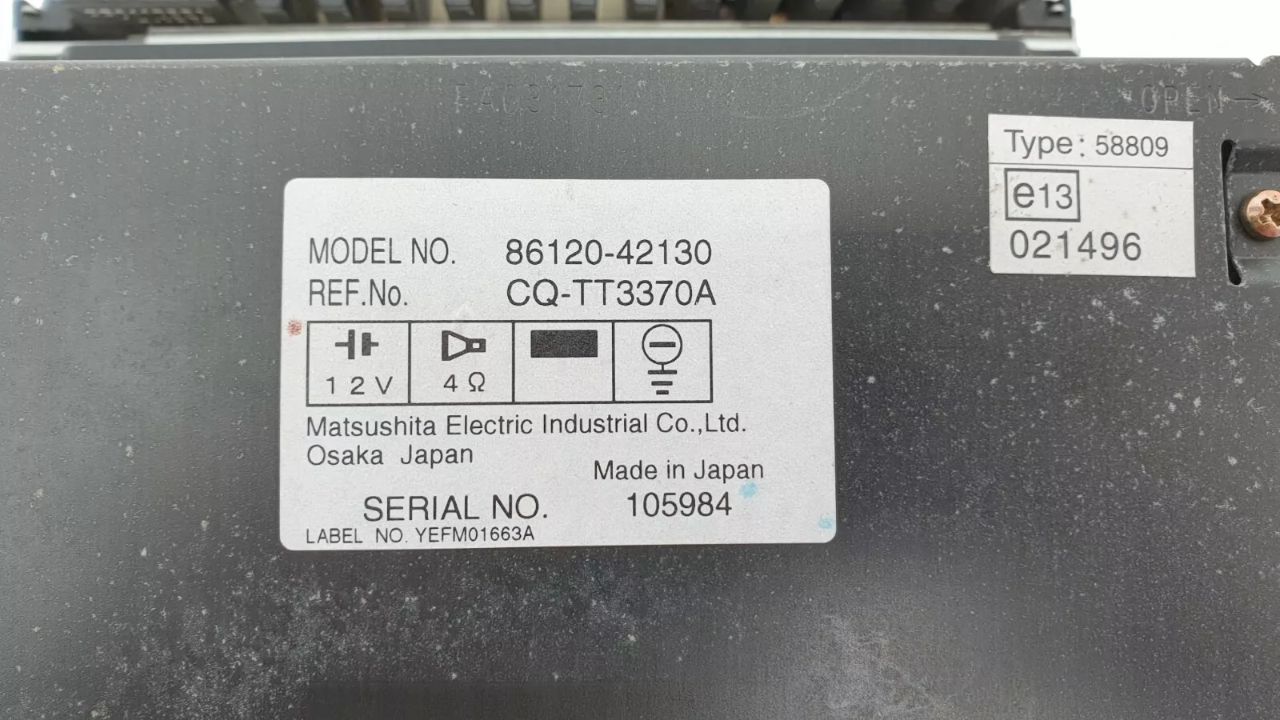 OPEN→
Type: 58809
e13
021496
MODEL NO. 86120-42130
REF.No. CQ-TT3370A
12V 4Ω
Matsushita Electric Industrial Co.,Ltd.
Osaka Japan
Made in Japan
SERIAL NO. 105984
LABEL NO. YEFM01663A